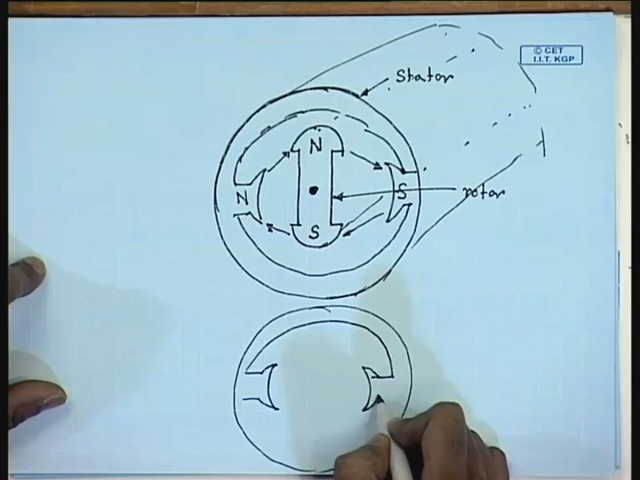 © CET
I.I.T. KGP
Stator
N
N
S
rotor
S